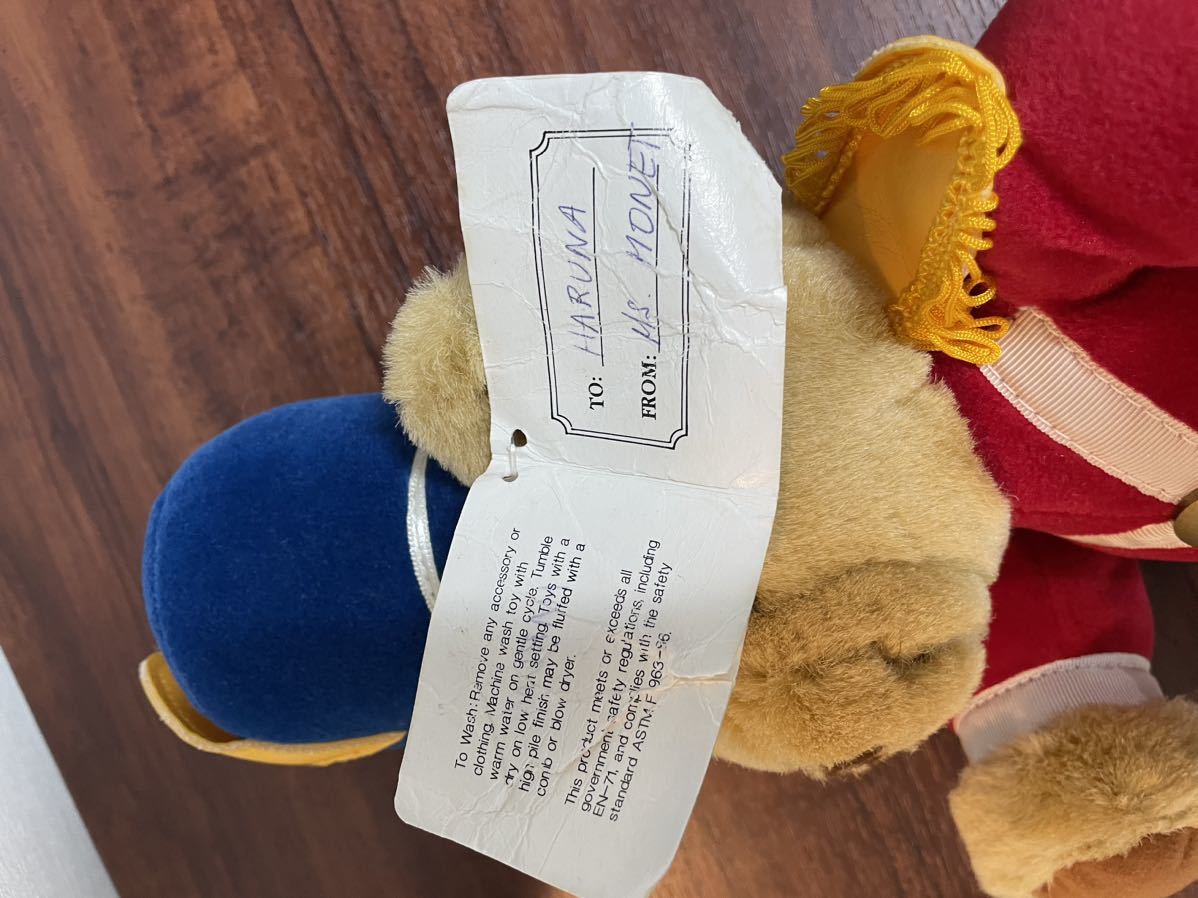 TO: HARUNA
FROM: MS. MONET
To Wash: Remove any accessory or
clothing. Machine wash toy with
warm water on gentle cycle. Tumble
dry on low heat setting. Toys with a
high pile finish may be fluffed with a
comb or blow dryer.
This product meets or exceeds all
government safety regulations, including
EN-71, and complies with the safety
standard ASTM F 963-96.